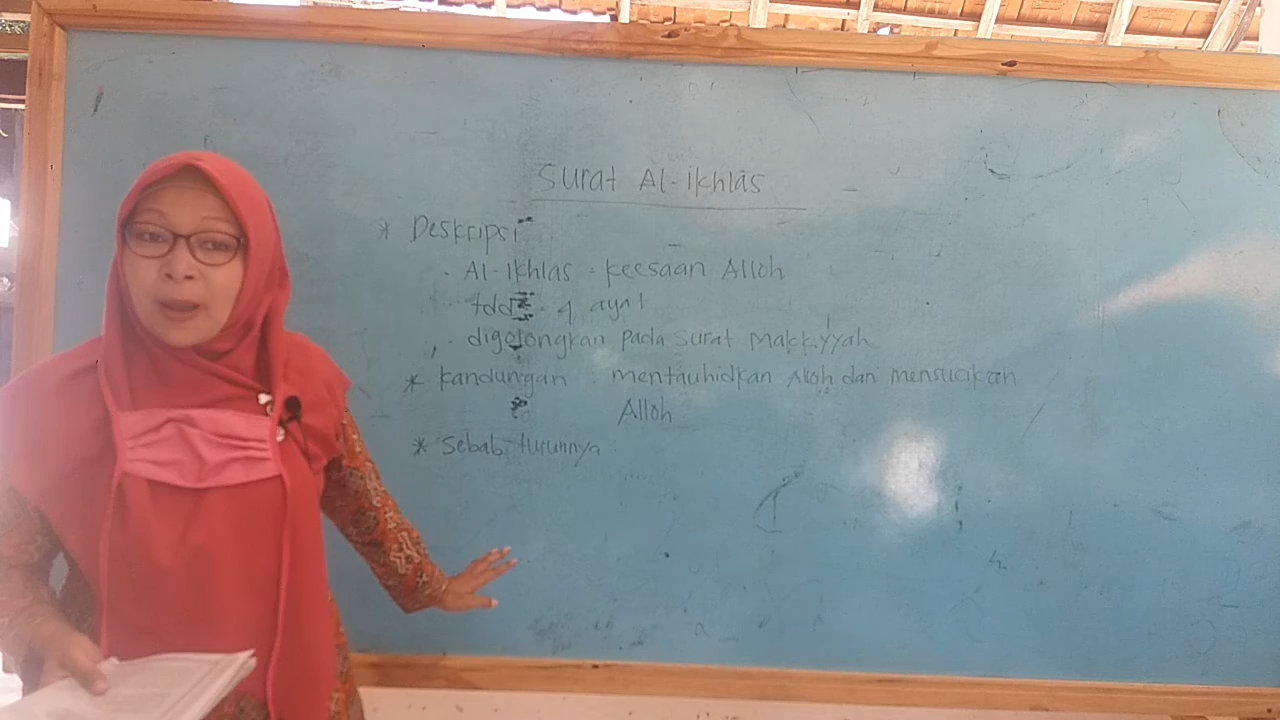 Surat Al-Ikhlas
* Deskripsi
- Al-Ikhlas = keesaan Alloh
- tdd 4 ayat
- digolongkan pada surat Makkiyyah
* kandungan : mentauhidkan Alloh dan mensucikan
Alloh
* Sebab turunnya :